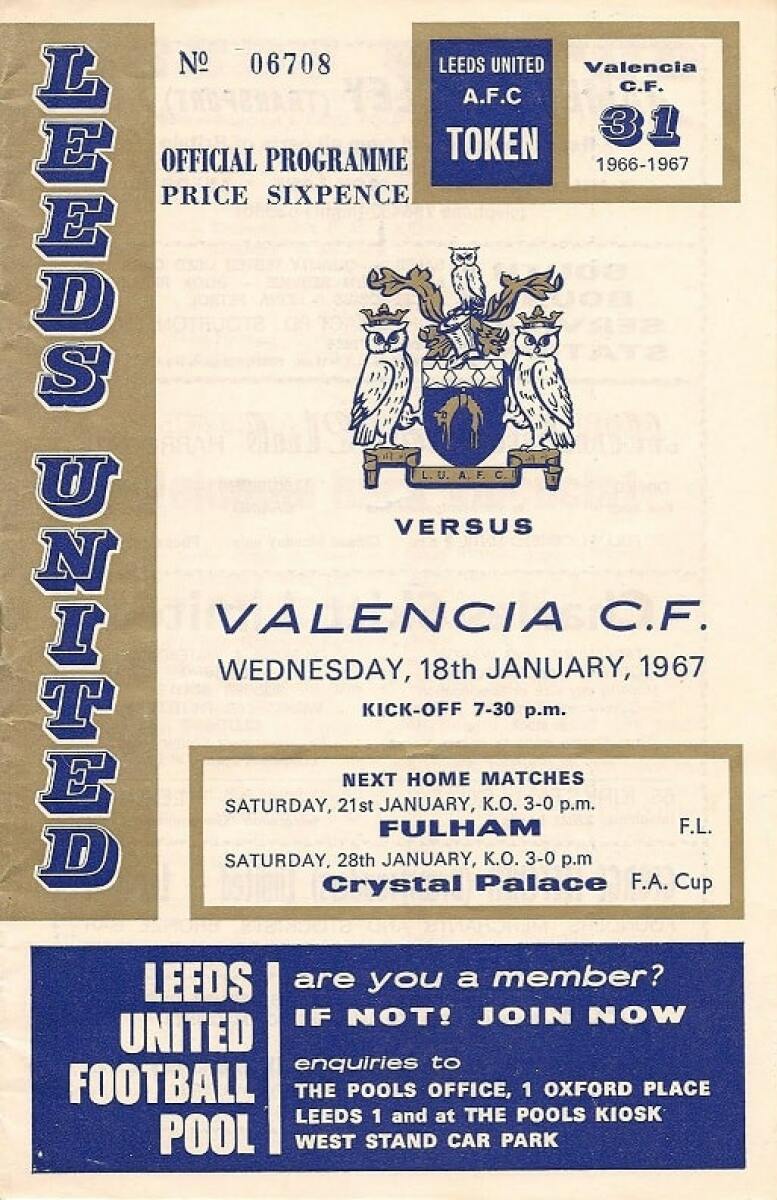 LEEDS UNITED
Nº 06708
OFFICIAL PROGRAMME
PRICE SIXPENCE
LEEDS UNITED
A.F.C
TOKEN
Valencia
C.F.
31
1966-1967
L.U.A.F.C.
VERSUS
VALENCIA C.F.
WEDNESDAY, 18th JANUARY, 1967
KICK-OFF 7-30 p.m.
NEXT HOME MATCHES
SATURDAY, 21st JANUARY, K.O. 3-0 p.m.
FULHAM F.L.
SATURDAY, 28th JANUARY, K.O. 3-0 p.m
Crystal Palace F.A. Cup
LEEDS
UNITED
FOOTBALL
POOL
are you a member?
IF NOT! JOIN NOW
enquiries to
THE POOLS OFFICE, 1 OXFORD PLACE
LEEDS 1 and at THE POOLS KIOSK
WEST STAND CAR PARK